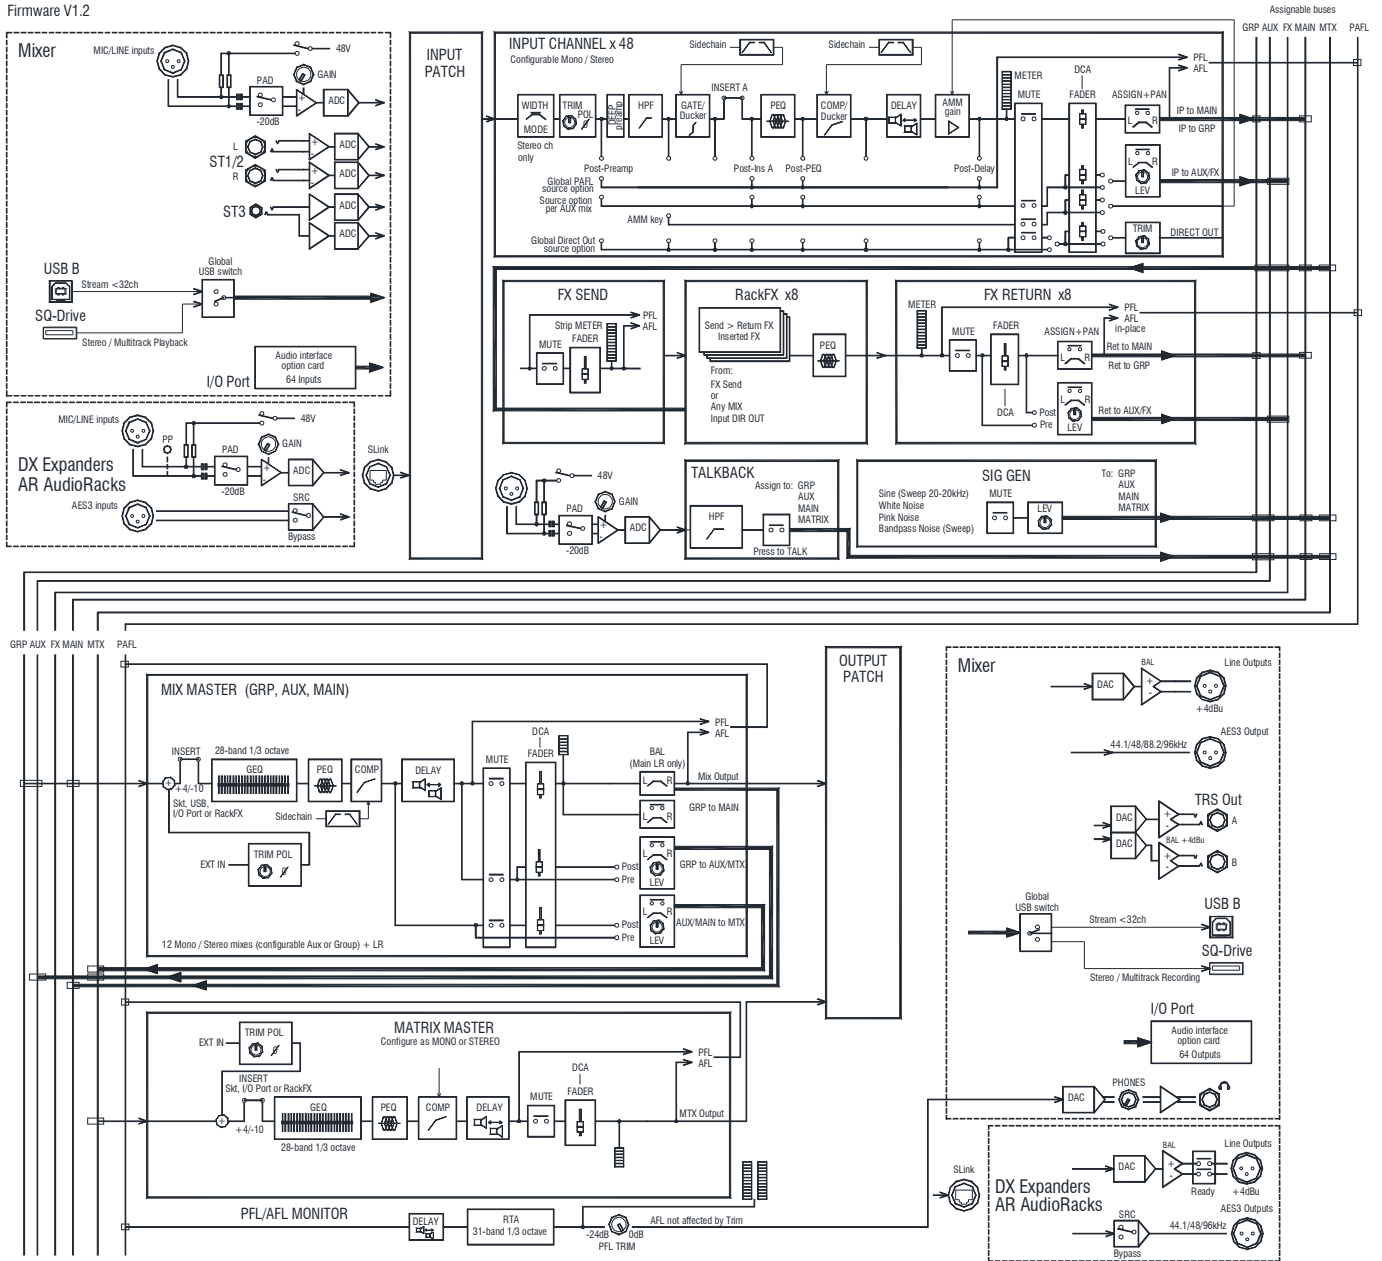 Firmware V1.2
Assignable buses
GRP AUX FX MAIN MTX PAFL
Mixer
MIC/LINE inputs
48V
GAIN
PAD
-20dB
ADC
L
ST1/2
R
ADC
ADC
ST3
ADC
ADC
USB B
Stream <32ch
Global
USB switch
SQ-Drive
Stereo / Multitrack Playback
I/O Port
Audio interface
option card
64 Inputs
MIC/LINE inputs
PP
48V
GAIN
PAD
-20dB
ADC
DX Expanders
AR AudioRacks
AES3 inputs
SRC
Bypass
SLink
INPUT
PATCH
INPUT CHANNEL x 48
Configurable Mono / Stereo
Sidechain
Sidechain
PFL
AFL
WIDTH
MODE
Stereo ch
only
TRIM
POL
DEEP
preamp
HPF
GATE/
Ducker
INSERT A
PEQ
COMP/
Ducker
DELAY
AMM
gain
METER
MUTE
DCA
FADER
ASSIGN+PAN
L R
IP to MAIN
IP to GRP
L R
LEV
IP to AUX/FX
TRIM
DIRECT OUT
Post-Preamp
Post-Ins A
Post-PEQ
Post-Delay
Global PAFL
source option
Source option
per AUX mix
AMM key
Global Direct Out
source option
FX SEND
Strip METER
FADER
MUTE
PFL
AFL
RackFX x8
Send > Return FX
Inserted FX
From:
FX Send
or
Any MIX
Input DIR OUT
PEQ
FX RETURN x8
METER
MUTE
FADER
DCA
PFL
AFL
in-place
ASSIGN+PAN
L R
Ret to MAIN
Ret to GRP
L R
LEV
Ret to AUX/FX
Post
Pre
48V
GAIN
PAD
-20dB
ADC
TALKBACK
Assign to: GRP
AUX
MAIN
MATRIX
HPF
Press to TALK
SIG GEN
Sine (Sweep 20-20kHz)
White Noise
Pink Noise
Bandpass Noise (Sweep)
MUTE
LEV
To: GRP
AUX
MAIN
MATRIX
GRP AUX FX MAIN MTX PAFL
MIX MASTER (GRP, AUX, MAIN)
INSERT
+4/-10
Skt, USB,
I/O Port or RackFX
28-band 1/3 octave
GEQ
PEQ
COMP
Sidechain
DELAY
EXT IN
TRIM POL
MUTE
DCA
FADER
PFL
AFL
BAL
(Main LR only)
L R
Mix Output
GRP to MAIN
L R
L R
LEV
GRP to AUX/MTX
Post
Pre
L R
LEV
AUX/MAIN to MTX
Post
Pre
12 Mono / Stereo mixes (configurable Aux or Group) + LR
OUTPUT
PATCH
MATRIX MASTER
Configure as MONO or STEREO
EXT IN
TRIM POL
INSERT
Skt, I/O Port or RackFX
+4/-10
GEQ
28-band 1/3 octave
PEQ
COMP
DELAY
MUTE
DCA
FADER
PFL
AFL
MTX Output
PFL/AFL MONITOR
DELAY
RTA
31-band 1/3 octave
-24dB 0dB
PFL TRIM
AFL not affected by Trim
Mixer
DAC
BAL
Line Outputs
+4dBu
44.1/48/88.2/96kHz
AES3 Output
DAC
DAC
BAL +4dBu
TRS Out
A
B
Global
USB switch
Stream <32ch
USB B
SQ-Drive
Stereo / Multitrack Recording
I/O Port
Audio interface
option card
64 Outputs
DAC
PHONES
SLink
DX Expanders
AR AudioRacks
DAC
BAL
Ready
Line Outputs
+4dBu
SRC
Bypass
44.1/48/96kHz
AES3 Outputs